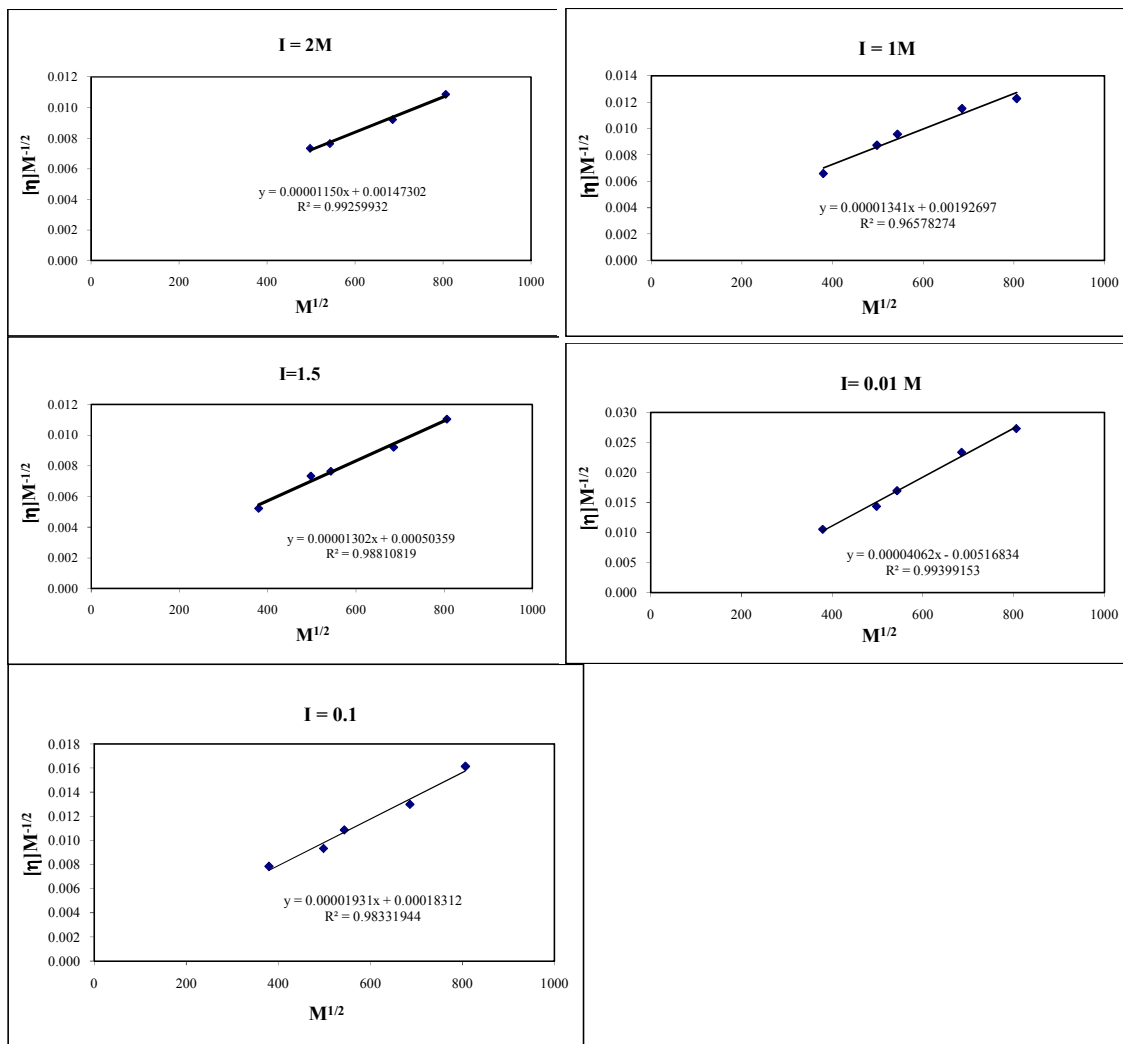 I = 2M
0.012
0.010
0.008
0.006
0.004
0.002
0.000
[η]M-1/2
y = 0.00001150x + 0.00147302
R² = 0.99259932
0 200 400 600 800 1000
M1/2
I = 1M
0.014
0.012
0.010
0.008
0.006
0.004
0.002
0.000
[η]M-1/2
y = 0.00001341x + 0.00192697
R² = 0.96578274
0 200 400 600 800 1000
M1/2
I=1.5
0.012
0.010
0.008
0.006
0.004
0.002
0.000
[η]M-1/2
y = 0.00001302x + 0.00050359
R² = 0.98810819
0 200 400 600 800 1000
M1/2
I= 0.01 M
0.030
0.025
0.020
0.015
0.010
0.005
0.000
[η]M-1/2
y = 0.00004062x - 0.00516834
R² = 0.99399153
0 200 400 600 800 1000
M1/2
I = 0.1
0.018
0.016
0.014
0.012
0.010
0.008
0.006
0.004
0.002
0.000
[η]M-1/2
y = 0.00001931x + 0.00018312
R² = 0.98331944
0 200 400 600 800 1000
M1/2